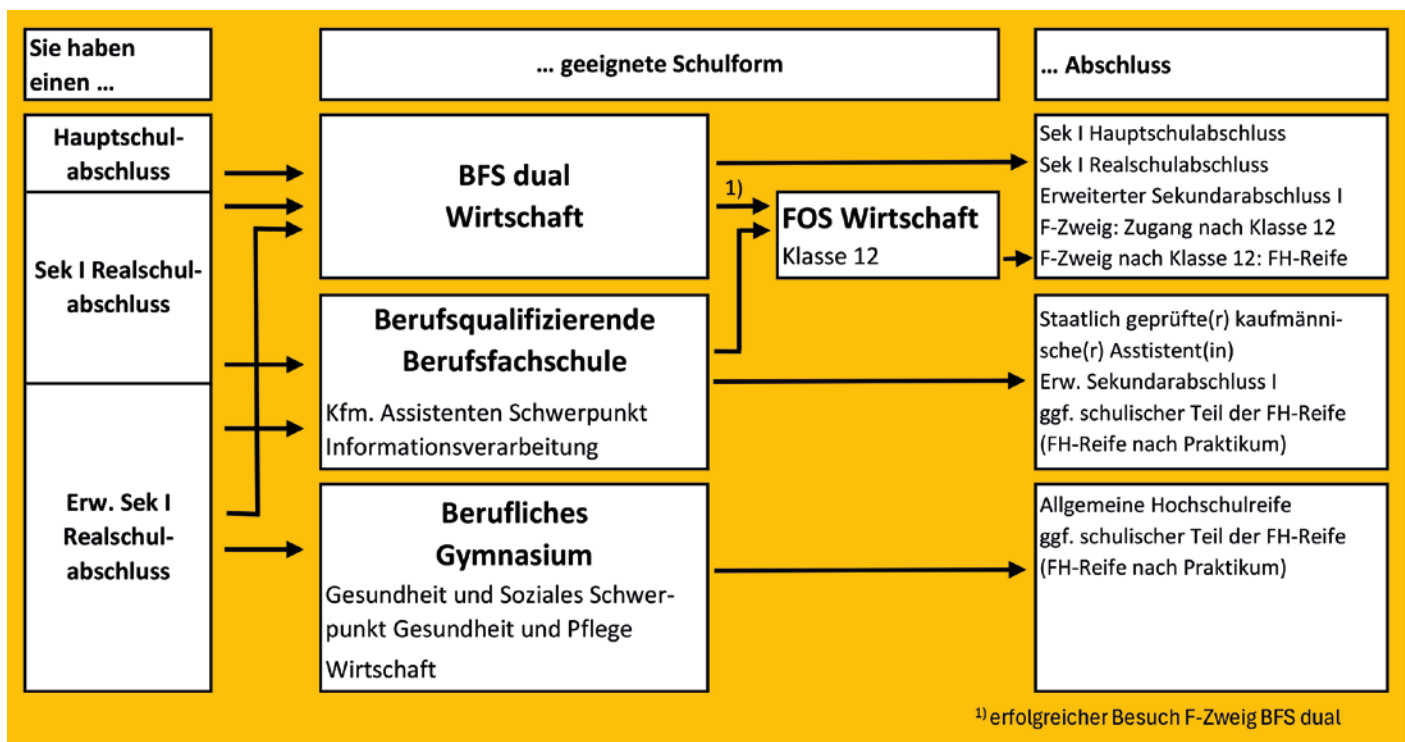 Sie haben
einen ...
... geeignete Schulform
... Abschluss
Hauptschul-
abschluss
Sek I Realschul-
abschluss
Erw. Sek I
Realschul-
abschluss
BFS dual
Wirtschaft
1)
FOS Wirtschaft
Klasse 12
Berufsqualifizierende
Berufsfachschule
Kfm. Assistenten Schwerpunkt
Informationsverarbeitung
Berufliches
Gymnasium
Gesundheit und Soziales Schwer-
punkt Gesundheit und Pflege
Wirtschaft
Sek I Hauptschulabschluss
Sek I Realschulabschluss
Erweiterter Sekundarabschluss I
F-Zweig: Zugang nach Klasse 12
F-Zweig nach Klasse 12: FH-Reife
Staatlich geprüfte(r) kaufmänni-
sche(r) Asstistent(in)
Erw. Sekundarabschluss I
ggf. schulischer Teil der FH-Reife
(FH-Reife nach Praktikum)
Allgemeine Hochschulreife
ggf. schulischer Teil der FH-Reife
(FH-Reife nach Praktikum)
1) erfolgreicher Besuch F-Zweig BFS dual